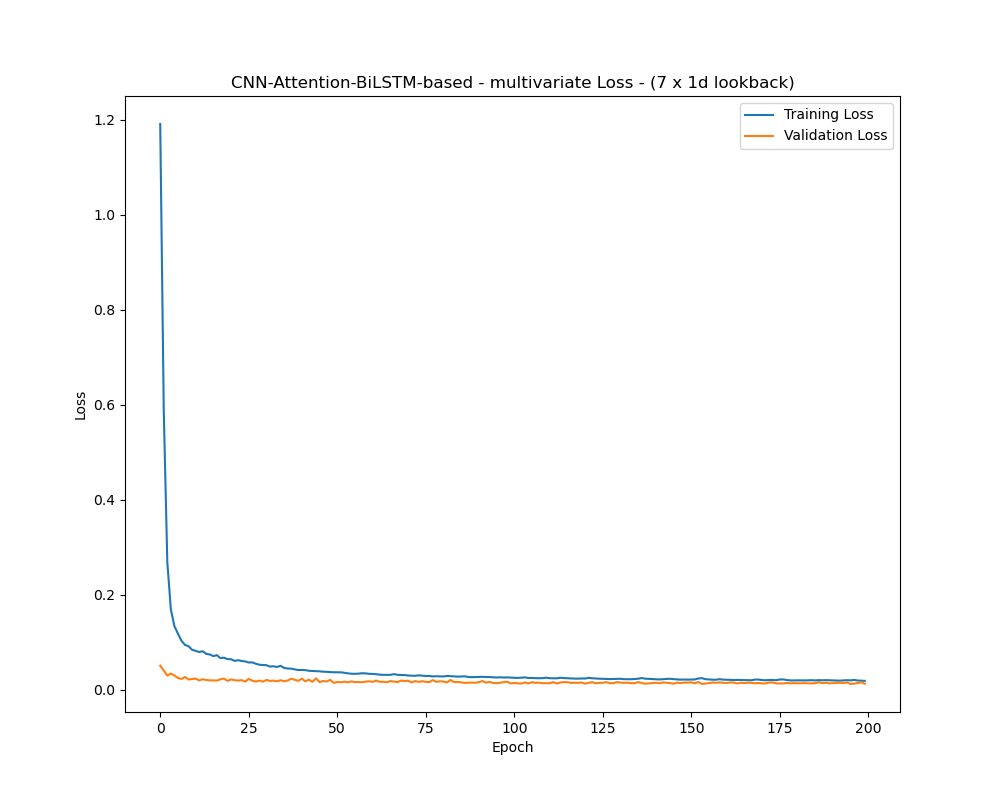 CNN-Attention-BiLSTM-based - multivariate Loss - (7 x 1d lookback)
Training Loss
Validation Loss
1.2
1.0
0.8
0.6
0.4
0.2
0.0
Loss
0 25 50 75 100 125 150 175 200
Epoch